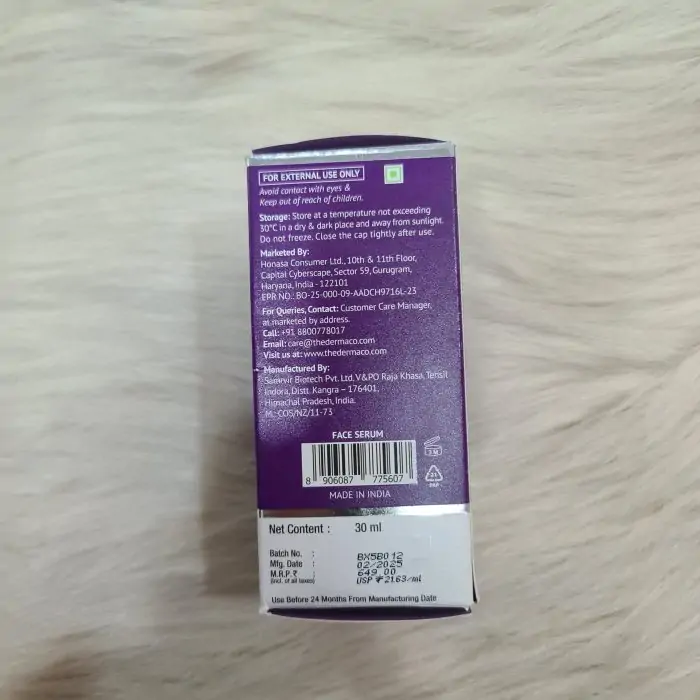 FOR EXTERNAL USE ONLY
Avoid contact with eyes &
Keep out of reach of children.
Storage: Store at a temperature not exceeding
30°C in a dry & dark place and away from sunlight.
Do not freeze. Close the cap tightly after use.
Marketed By:
Honasa Consumer Ltd., 10th & 11th Floor,
Capital Cyberscape, Sector 59, Gurugram,
Haryana, India - 122101
EPR NO.: BO-25-000-09-AADCH9716L-23
For Queries, Contact: Customer Care Manager,
at marketed by address.
Call: +91 8800778017
Email: care@thedermaco.com
Visit us at: www.thedermaco.com
Manufactured By:
Samrvir Biotech Pvt. Ltd. V&PO Raja Khasa, Tensil
Indora, Distt. Kangra – 176401,
Himachal Pradesh, India.
M.: COS/NZ/11-73
FACE SERUM
8 906087 775607
MADE IN INDIA
Net Content : 30 ml
Batch No. : BX5B012
Mfg. Date : 02/2025
M.R.P.₹ : 649.00
(Incl. of all taxes) USP ₹ 21.63/ml
Use Before 24 Months From Manufacturing Date